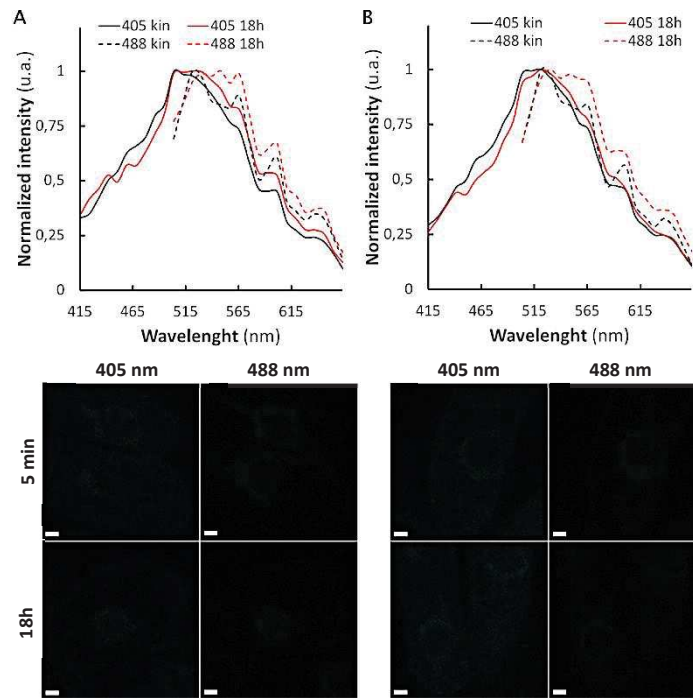 A
405 kin 405 18h
488 kin 488 18h
Normalized intensity (u.a.)
1
0,75
0,5
0,25
0
415 465 515 565 615
Wavelenght (nm)
B
405 kin 405 18h
488 kin 488 18h
Normalized intensity (u.a.)
1
0,75
0,5
0,25
0
415 465 515 565 615
Wavelenght (nm)
405 nm 488 nm 405 nm 488 nm
5 min
18h